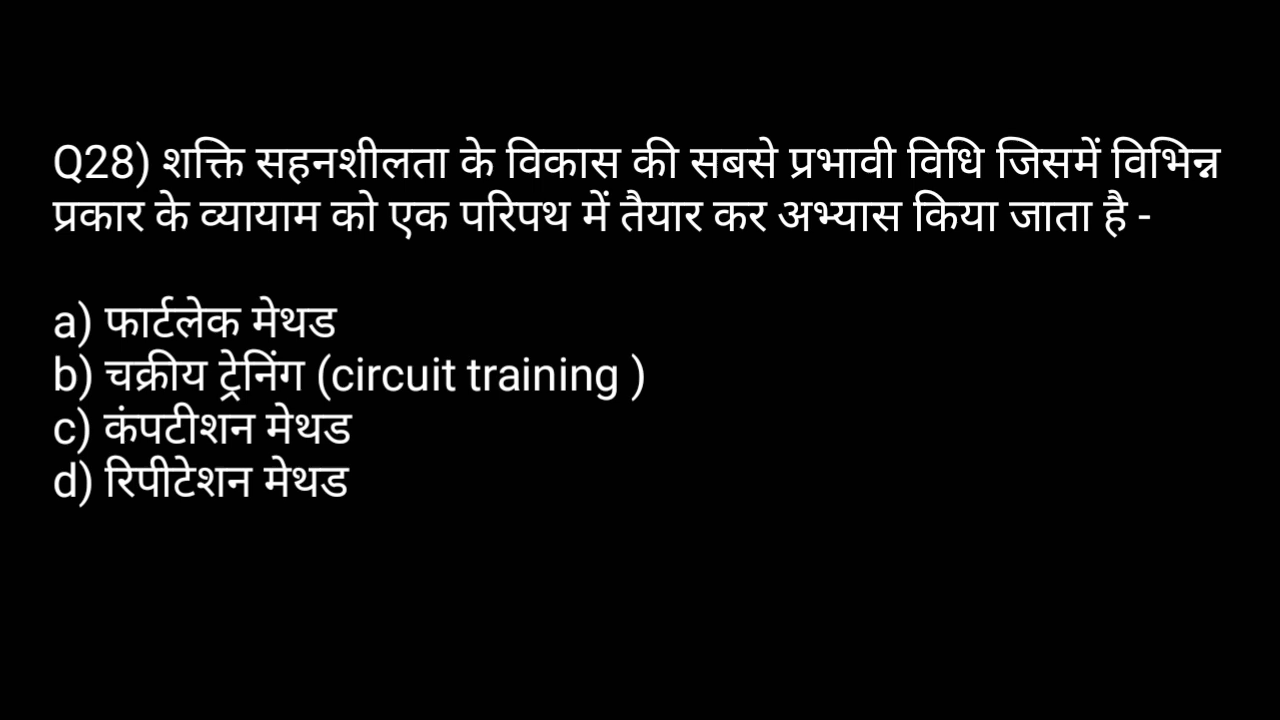 Q28) शक्ति सहनशीलता के विकास की सबसे प्रभावी विधि जिसमें विभिन्न
प्रकार के व्यायाम को एक परिपथ में तैयार कर अभ्यास किया जाता है -
a) फार्टलेक मेथड
b) चक्रीय ट्रेनिंग (circuit training )
c) कंपटीशन मेथड
d) रिपीटेशन मेथड